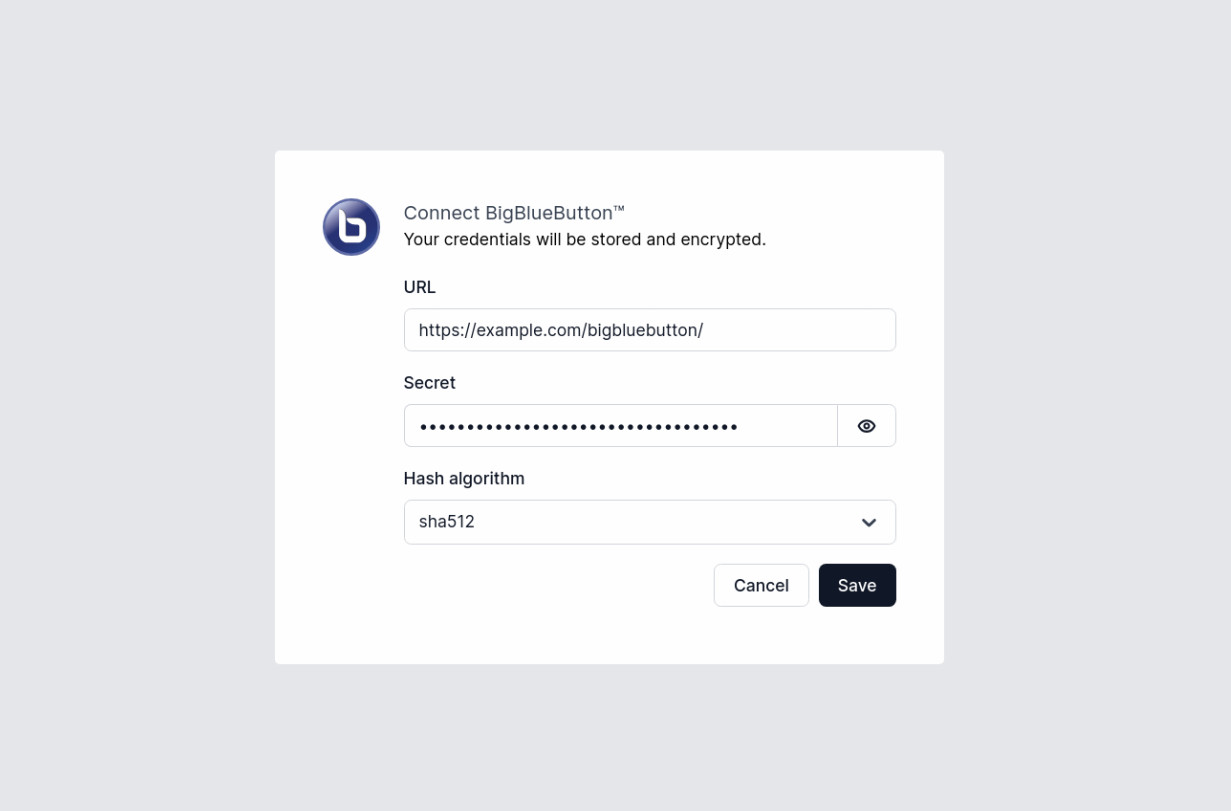 Connect BigBlueButton™
Your credentials will be stored and encrypted.
URL
https://example.com/bigbluebutton/
Secret
••••••••••••••••••••••••••••••••••
Hash algorithm
sha512
Cancel Save